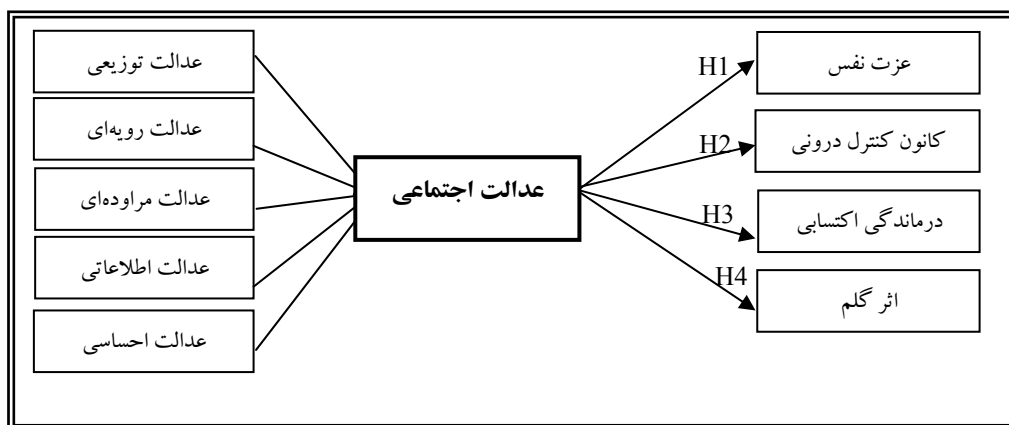 عدالت توزیعی
عدالت رویه‌ای
عدالت مراوده‌ای
عدالت اطلاعاتی
عدالت احساسی
عدالت اجتماعی
H1
عزت نفس
H2
کانون کنترل درونی
H3
درماندگی اکتسابی
H4
اثر گلم